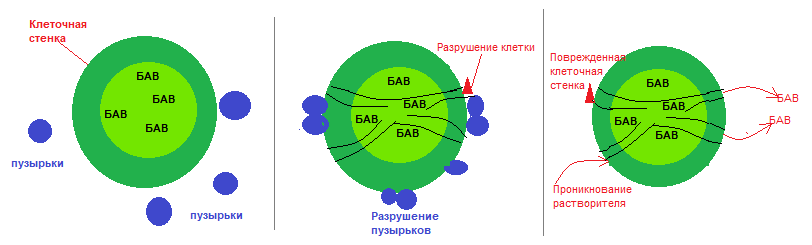 Клеточная
стенка
БАВ
БАВ
БАВ
БАВ
пузырьки
пузырьки
Разрушение клетки
БАВ
БАВ
БАВ
БАВ
Разрушение
пузырьков
Поврежденная
клеточная
стенка
БАВ
БАВ
БАВ
БАВ
БАВ
БАВ
Проникнование
растворителя